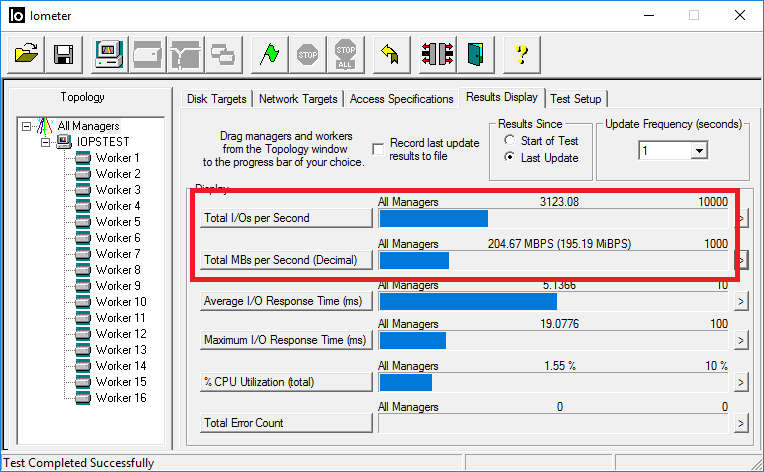 Io Iometer
STOP STOP ALL ?
Topology
All Managers
IOPSTEST
Worker 1
Worker 2
Worker 3
Worker 4
Worker 5
Worker 6
Worker 7
Worker 8
Worker 9
Worker 10
Worker 11
Worker 12
Worker 13
Worker 14
Worker 15
Worker 16
Disk Targets Network Targets Access Specifications Results Display Test Setup
Drag managers and workers
from the Topology window
to the progress bar of your choice.
Record last update
results to file
Results Since
Start of Test
Last Update
Update Frequency (seconds)
1
Display
All Managers 3123.08 10000
Total I/Os per Second >
All Managers 204.67 MBPS (195.19 MiBPS) 1000
Total MBs per Second (Decimal) >
All Managers 5.1366 10
Average I/O Response Time (ms) >
All Managers 19.0776 100
Maximum I/O Response Time (ms) >
All Managers 1.55 % 10 %
% CPU Utilization (total) >
All Managers 0 0
Total Error Count >
Test Completed Successfully